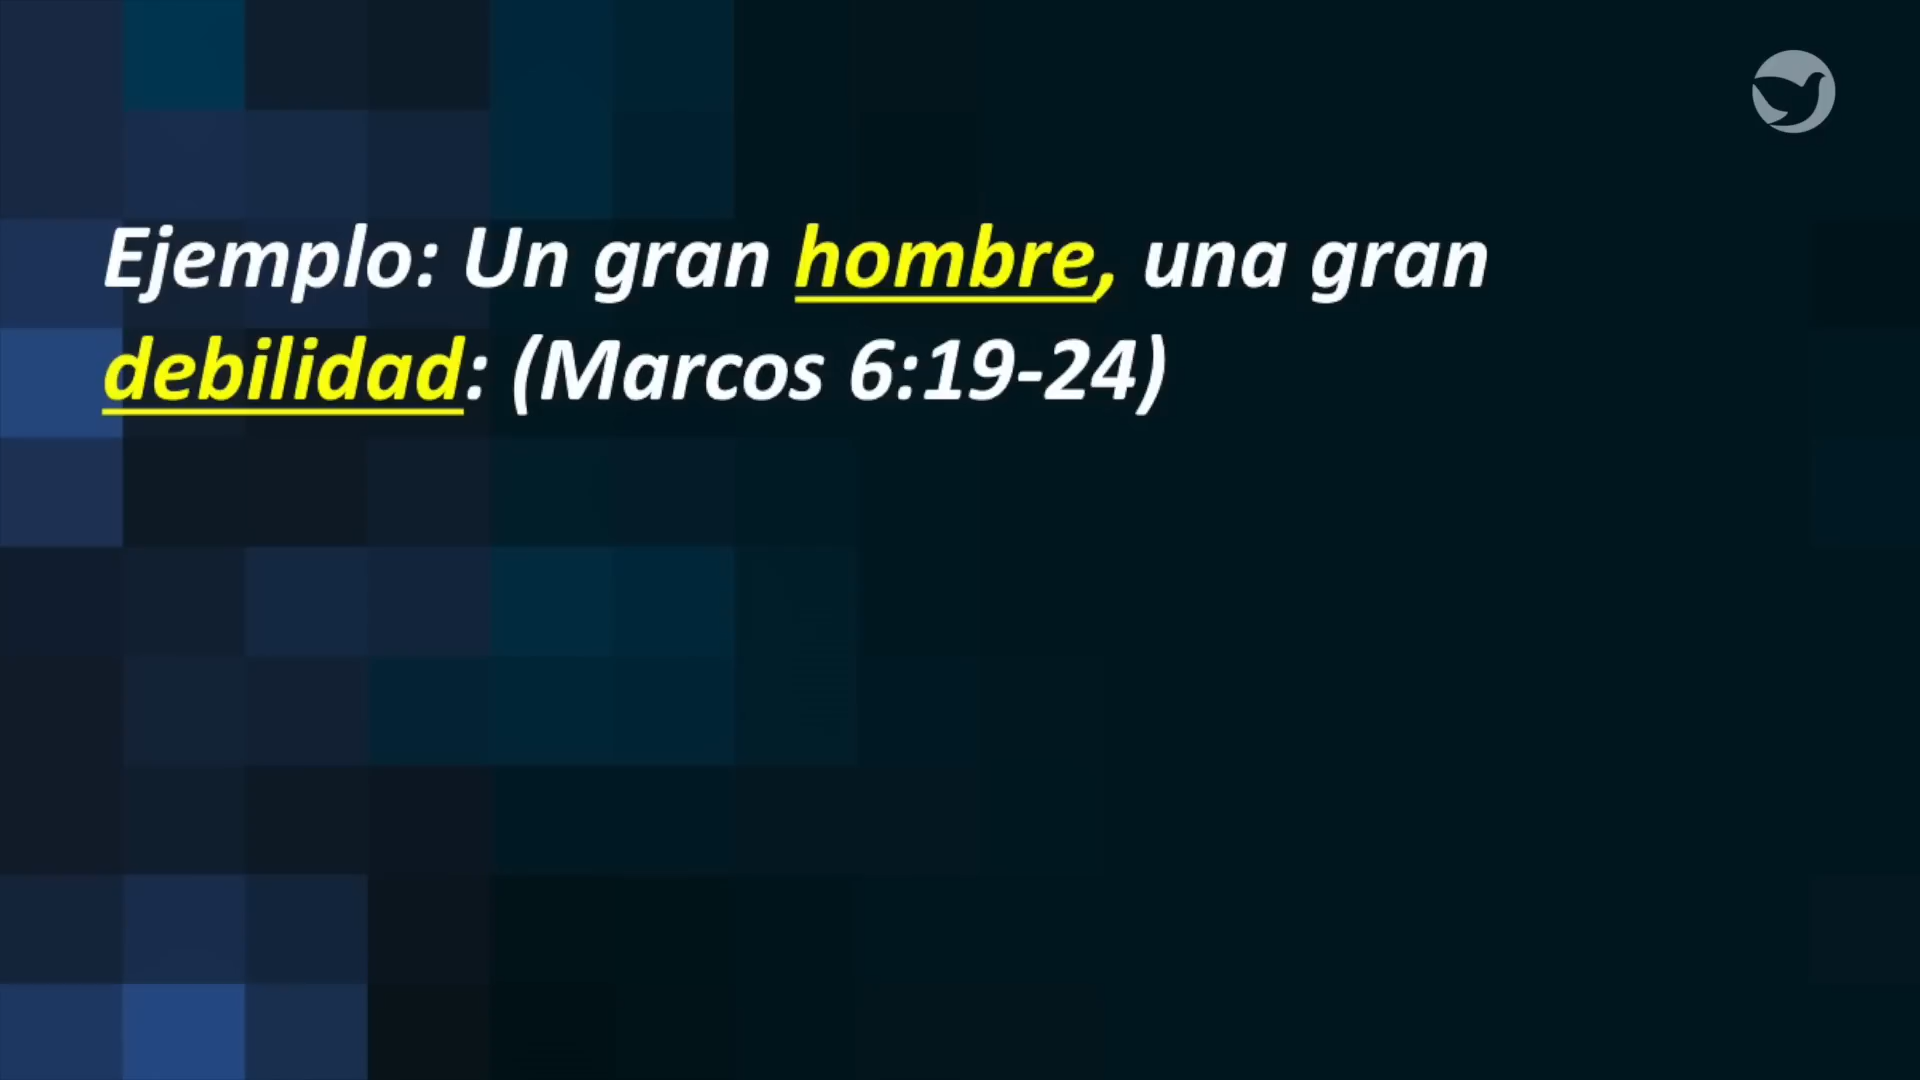 Ejemplo: Un gran hombre, una gran
debilidad: (Marcos 6:19-24)